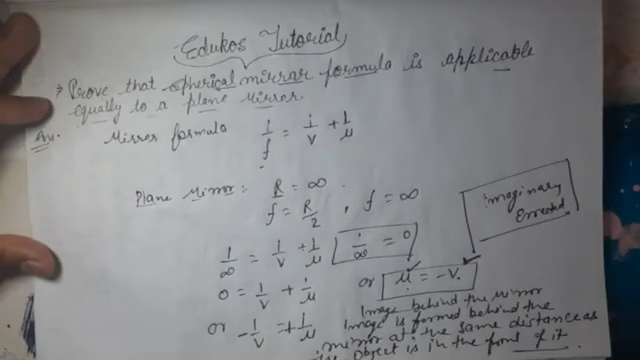 Edukos Tutorial
→ Prove that spherical mirror formula is applicable
equally to a plane Mirror.
Ans. Mirror formula 1/f = 1/v + 1/μ
Plane Mirror: R = ∞
f = R/2 , f = ∞
1/∞ = 1/v + 1/μ 1/∞ = 0
imaginary
Errected.
0 = 1/v + 1/μ or μ = -v.
or -1/v = +1/μ
Image behind the Mirror
Image is formed behind the
mirror at the same distance as
object is in the font of it.